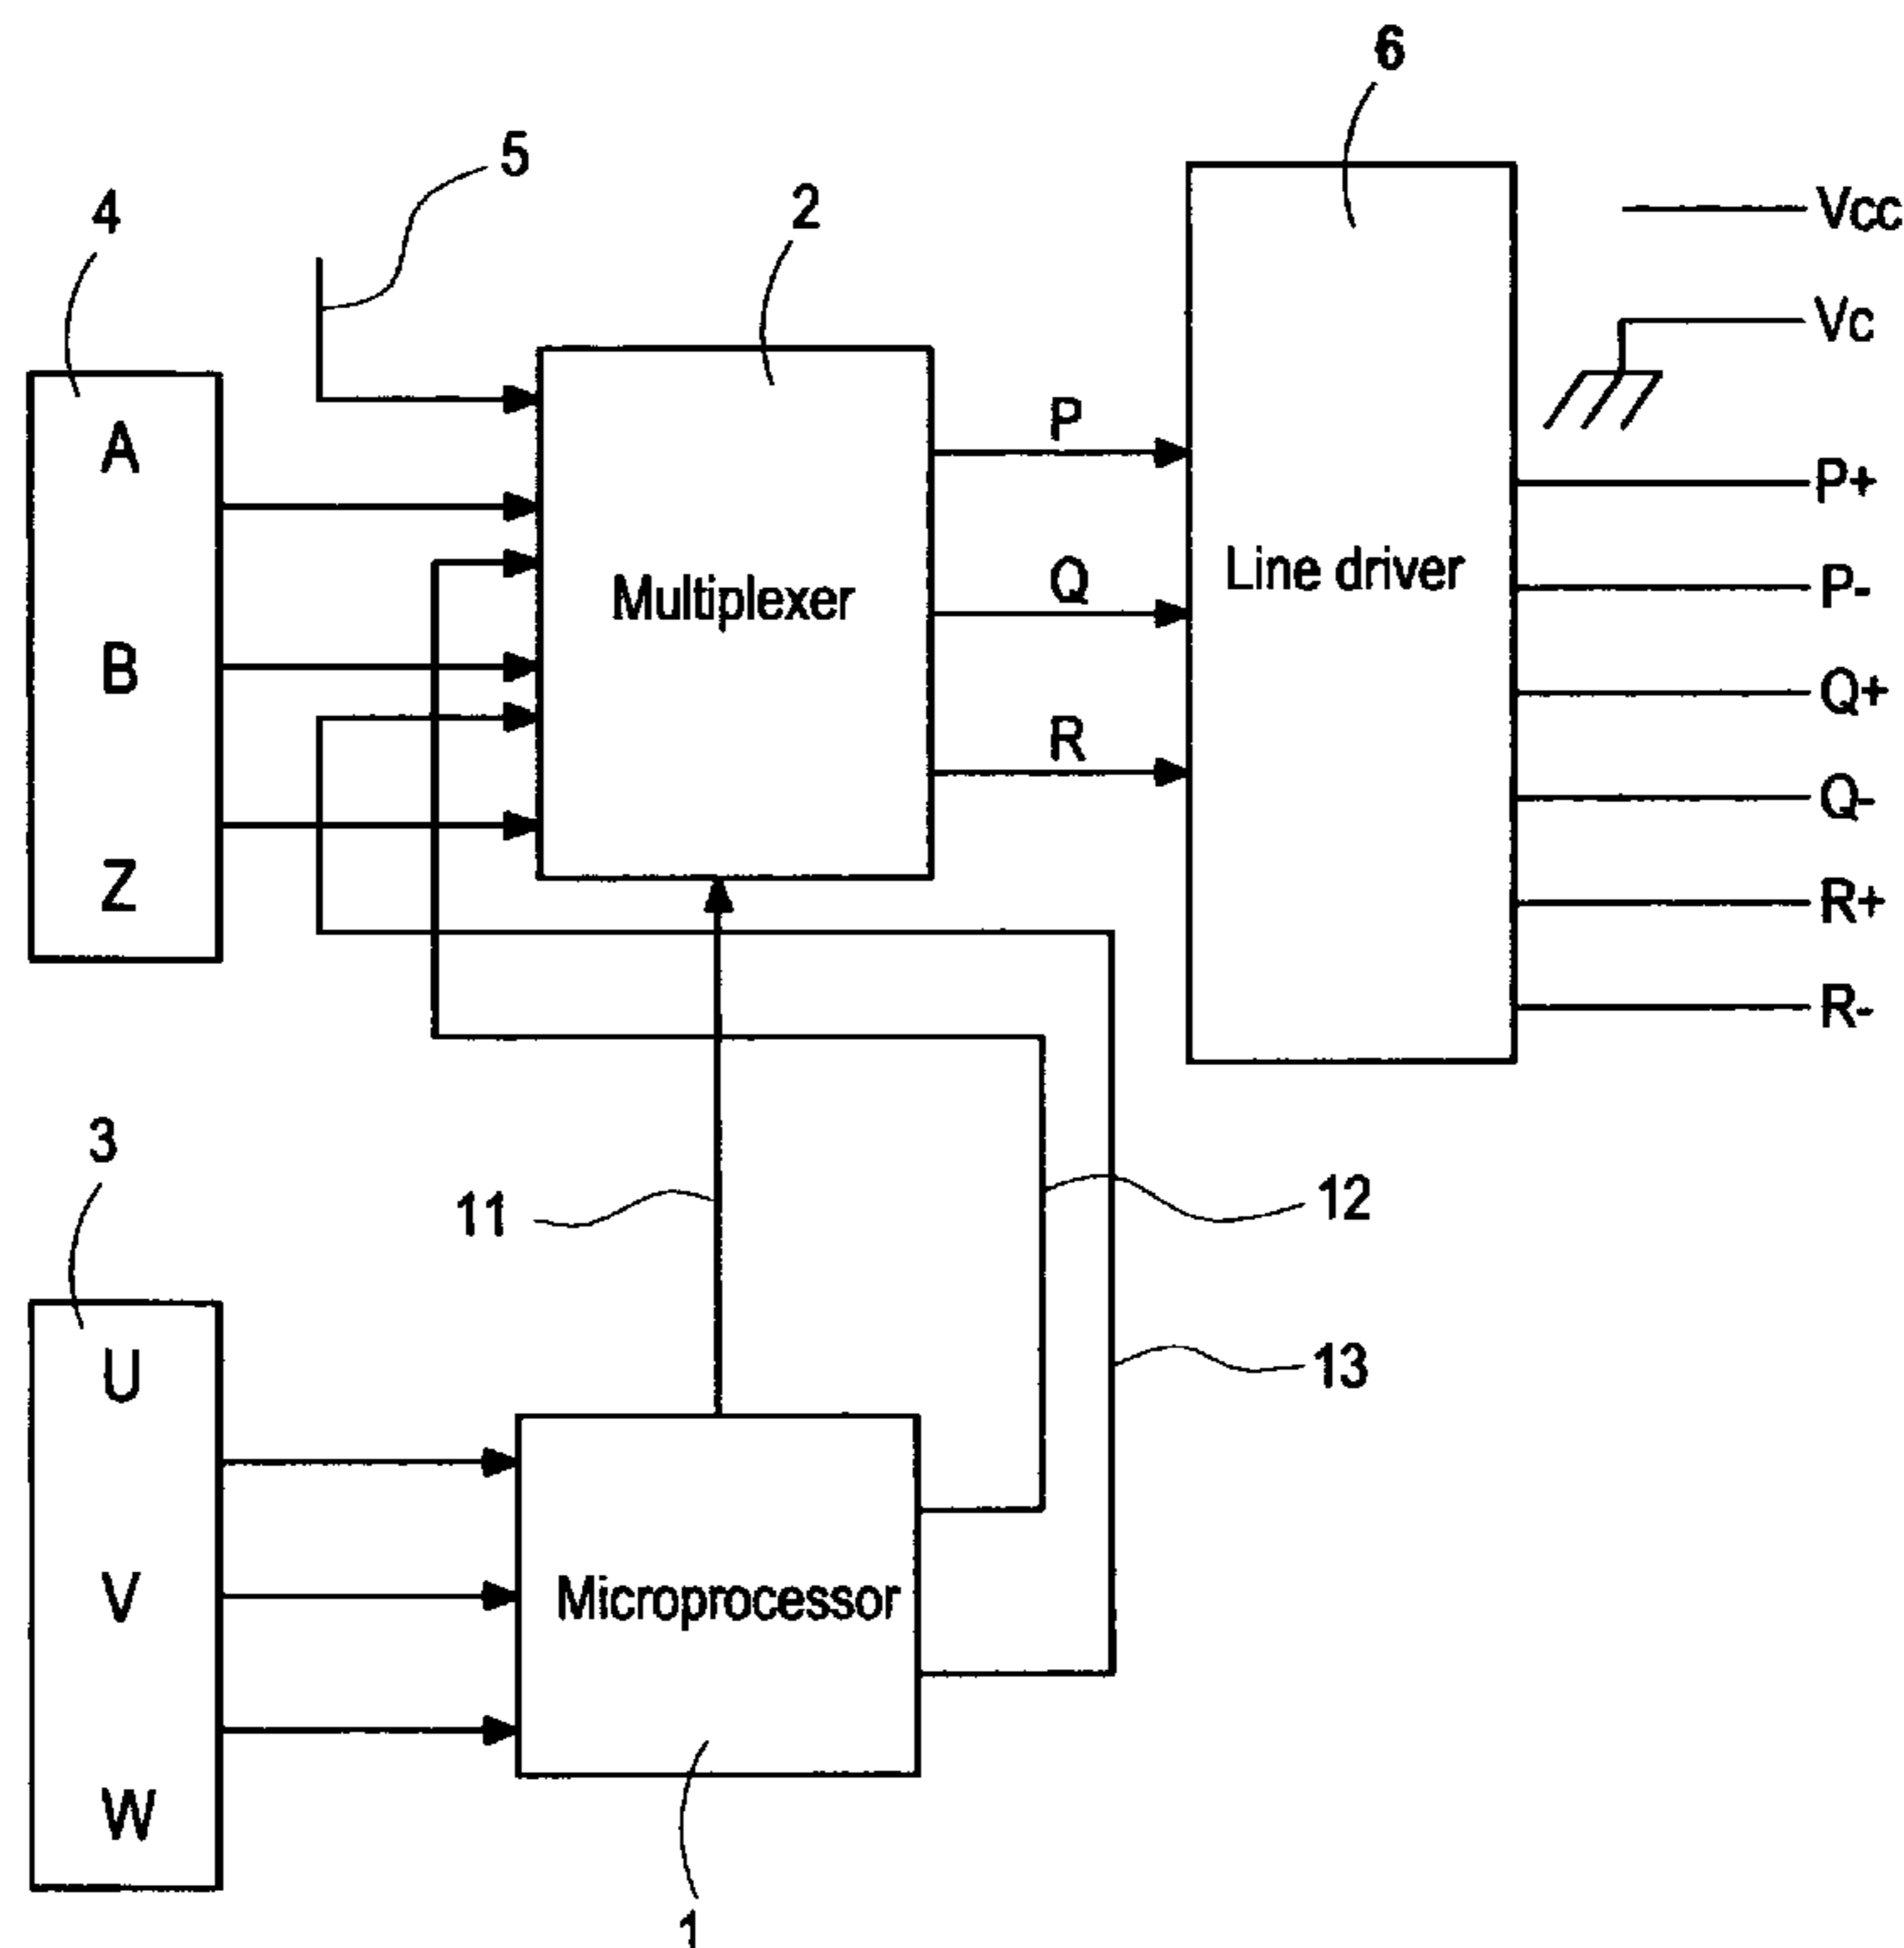 6
5
4
2
Vcc
Vc
A
P
P+
B
Multiplexer
Q
Line driver
P-
Q+
Z
R
Q-
R+
R-
3
11
12
U
13
V
Microprocessor
W
1